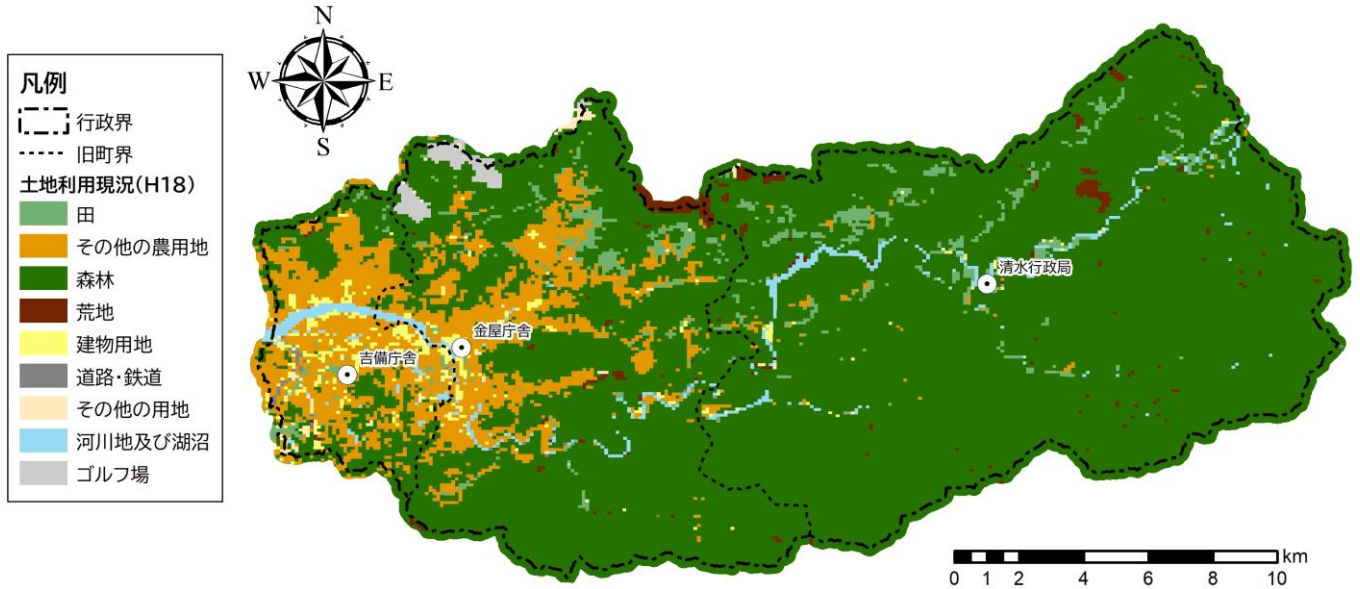 N
W
E
S
凡例
行政界
旧町界
土地利用現況(H18)
田
その他の農用地
森林
荒地
建物用地
道路・鉄道
その他の用地
河川地及び湖沼
ゴルフ場
清水行政局
金屋庁舎
吉備庁舎
km
0 1 2 4 6 8 10